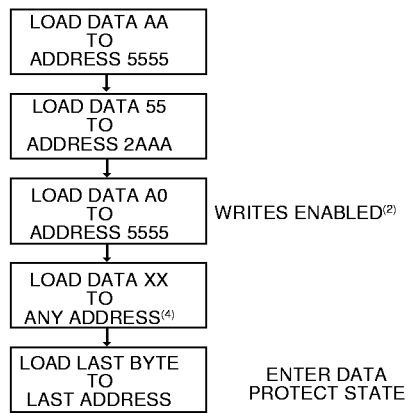 LOAD DATA AA
TO
ADDRESS 5555
LOAD DATA 55
TO
ADDRESS 2AAA
LOAD DATA A0
TO
ADDRESS 5555
WRITES ENABLED(2)
LOAD DATA XX
TO
ANY ADDRESS(4)
LOAD LAST BYTE
TO
LAST ADDRESS
ENTER DATA
PROTECT STATE